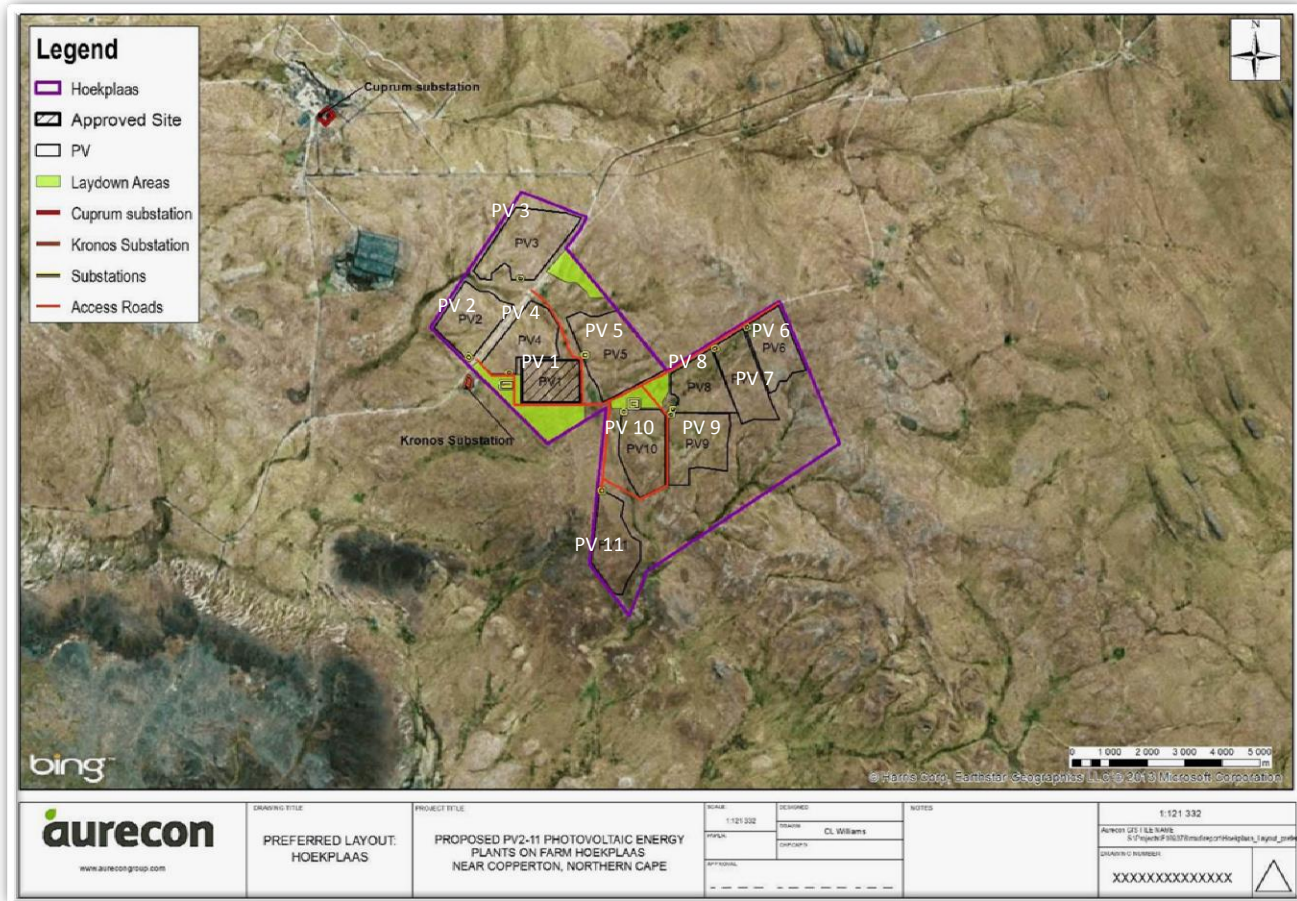 Legend
Hoekplaas
Approved Site
PV
Laydown Areas
Cuprum substation
Kronos Substation
Substations
Access Roads
N
Cuprum substation
PV 3
PV3
PV 2
PV2
PV 4
PV4
PV 5
PV5
PV 1
PV1
PV 6
PV6
PV 8
PV8
PV 7
PV 10
PV10
PV 9
PV9
Kronos Substation
PV 11
bing
0 1 000 2 000 3 000 4 000 5 000
m
© Harris Corp, Earthstar Geographics LLC © 2013 Microsoft Corporation
aurecon
www.aurecongroup.com
DRAWING TITLE
PREFERRED LAYOUT:
HOEKPLAAS
PROJECT TITLE
PROPOSED PV2-11 PHOTOVOLTAIC ENERGY
PLANTS ON FARM HOEKPLAAS
NEAR COPPERTON, NORTHERN CAPE
SCALE
1:121 332
APPROVAL
DESIGNED
DRAWN
CL Williams
CHECKED
NOTES
1:121 332
Aurecon GIS FILE NAME
DRAWING NUMBER
XXXXXXXXXXXXXX